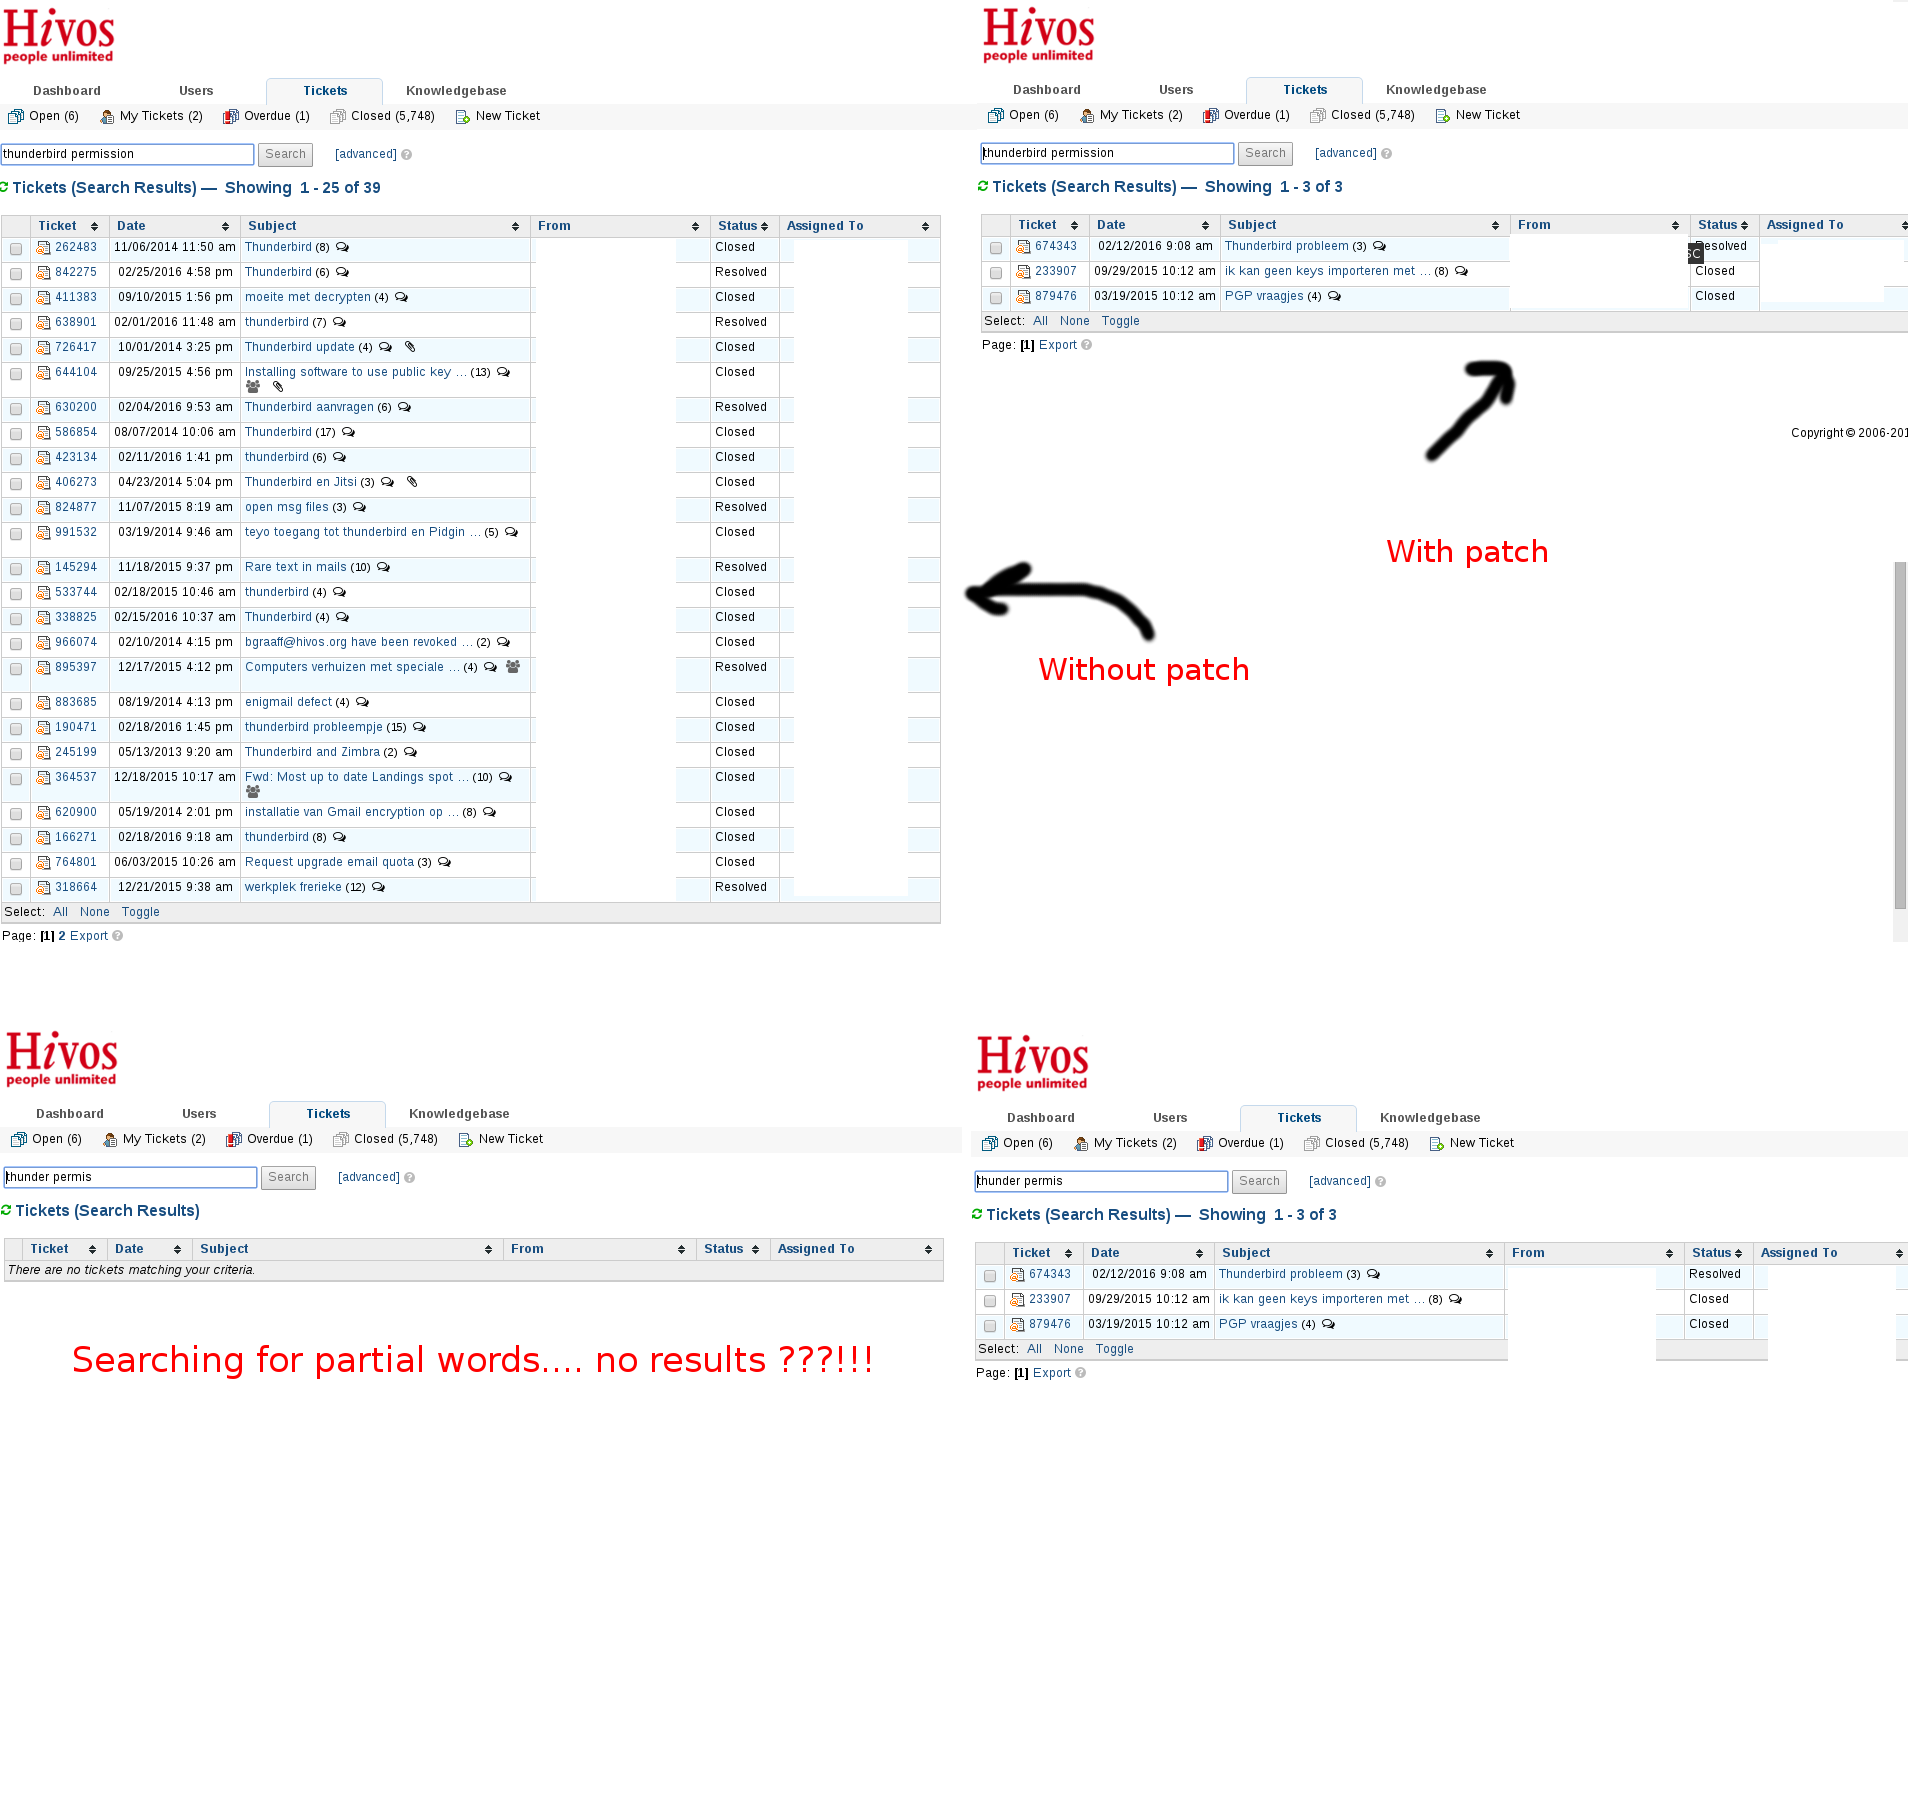 Hivos
people unlimited
Dashboard Users Tickets Knowledgebase
Open (6) My Tickets (2) Overdue (1) Closed (5,748) New Ticket
thunderbird permission Search [advanced]
Tickets (Search Results) — Showing 1 - 25 of 39
Ticket Date Subject From Status Assigned To
262483 11/06/2014 11:50 am Thunderbird (8) Closed
842275 02/25/2016 4:58 pm Thunderbird (6) Resolved
411383 09/10/2015 1:56 pm moeite met decrypten (4) Closed
638901 02/01/2016 11:48 am thunderbird (7) Resolved
726417 10/01/2014 3:25 pm Thunderbird update (4) Closed
644104 09/25/2015 4:56 pm Installing software to use public key ... (13) Closed
630200 02/04/2016 9:53 am Thunderbird aanvragen (6) Resolved
586854 08/07/2014 10:06 am Thunderbird (17) Closed
423134 02/11/2016 1:41 pm thunderbird (6) Closed
406273 04/23/2014 5:04 pm Thunderbird en Jitsi (3) Closed
824877 11/07/2015 8:19 am open msg files (3) Resolved
991532 03/19/2014 9:46 am teyo toegang tot thunderbird en Pidgin ... (5) Closed
145294 11/18/2015 9:37 pm Rare text in mails (10) Resolved
533744 02/18/2015 10:46 am thunderbird (4) Closed
338825 02/15/2016 10:37 am Thunderbird (4) Closed
966074 02/10/2014 4:15 pm bgraaff@hivos.org have been revoked ... (2) Closed
895397 12/17/2015 4:12 pm Computers verhuizen met speciale ... (4) Resolved
883685 08/19/2014 4:13 pm enigmail defect (4) Closed
190471 02/18/2016 1:45 pm thunderbird probleempje (15) Closed
245199 05/13/2013 9:20 am Thunderbird and Zimbra (2) Closed
364537 12/18/2015 10:17 am Fwd: Most up to date Landings spot ... (10) Closed
620900 05/19/2014 2:01 pm installatie van Gmail encryption op ... (8) Closed
166271 02/18/2016 9:18 am thunderbird (8) Closed
764801 06/03/2015 10:26 am Request upgrade email quota (3) Closed
318664 12/21/2015 9:38 am werkplek frerieke (12) Resolved
Select: All None Toggle
Page: [1] 2 Export
Hivos
people unlimited
Dashboard Users Tickets Knowledgebase
Open (6) My Tickets (2) Overdue (1) Closed (5,748) New Ticket
thunderbird permission Search [advanced]
Tickets (Search Results) — Showing 1 - 3 of 3
Ticket Date Subject From Status Assigned To
674343 02/12/2016 9:08 am Thunderbird probleem (3) Resolved
233907 09/29/2015 10:12 am ik kan geen keys importeren met ... (8) Closed
879476 03/19/2015 10:12 am PGP vraagjes (4) Closed
Select: All None Toggle
Page: [1] Export
Copyright © 2006-201
With patch
Without patch
Hivos
people unlimited
Dashboard Users Tickets Knowledgebase
Open (6) My Tickets (2) Overdue (1) Closed (5,748) New Ticket
thunder permis Search [advanced]
Tickets (Search Results)
Ticket Date Subject From Status Assigned To
There are no tickets matching your criteria.
Searching for partial words.... no results ???!!!
Hivos
people unlimited
Dashboard Users Tickets Knowledgebase
Open (6) My Tickets (2) Overdue (1) Closed (5,748) New Ticket
thunder permis Search [advanced]
Tickets (Search Results) — Showing 1 - 3 of 3
Ticket Date Subject From Status Assigned To
674343 02/12/2016 9:08 am Thunderbird probleem (3) Resolved
233907 09/29/2015 10:12 am ik kan geen keys importeren met ... (8) Closed
879476 03/19/2015 10:12 am PGP vraagjes (4) Closed
Select: All None Toggle
Page: [1] Export